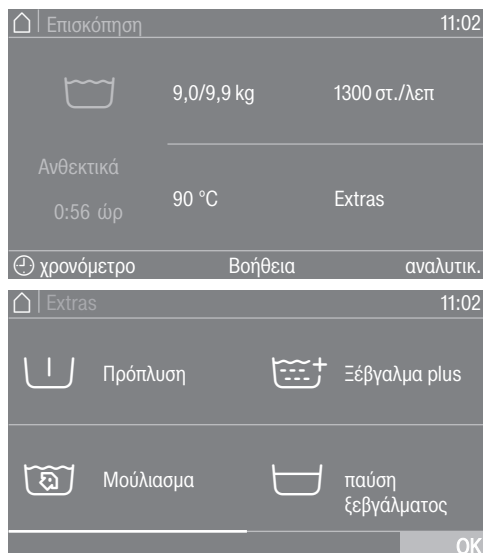 Επισκόπηση 11:02
9,0/9,9 kg 1300 στ./λεπ
Ανθεκτικά
0:56 ώρ
90 °C Extras
χρονόμετρο Βοήθεια αναλυτικ.
Extras 11:02
Πρόπλυση Ξέβγαλμα plus
Μούλιασμα παύση
ξεβγάλματος
OK